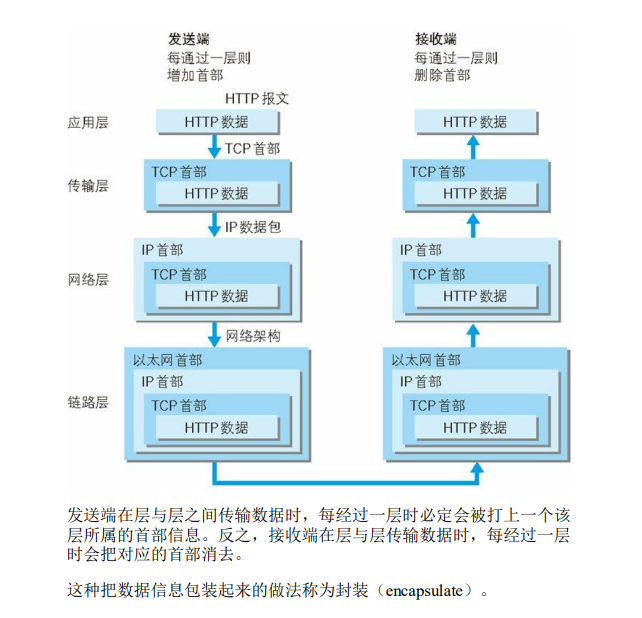 发送端
每通过一层则
增加首部
接收端
每通过一层则
删除首部
HTTP 报文
应用层
HTTP 数据
HTTP 数据
TCP 首部
传输层
TCP 首部
HTTP 数据
TCP 首部
HTTP 数据
IP 数据包
网络层
IP 首部
TCP 首部
HTTP 数据
IP 首部
TCP 首部
HTTP 数据
网络架构
链路层
以太网首部
IP 首部
TCP 首部
HTTP 数据
以太网首部
IP 首部
TCP 首部
HTTP 数据
发送端在层与层之间传输数据时，每经过一层时必定会被打上一个该
层所属的首部信息。反之，接收端在层与层传输数据时，每经过一层
时会把对应的首部消去。
这种把数据信息包装起来的做法称为封装（encapsulate）。